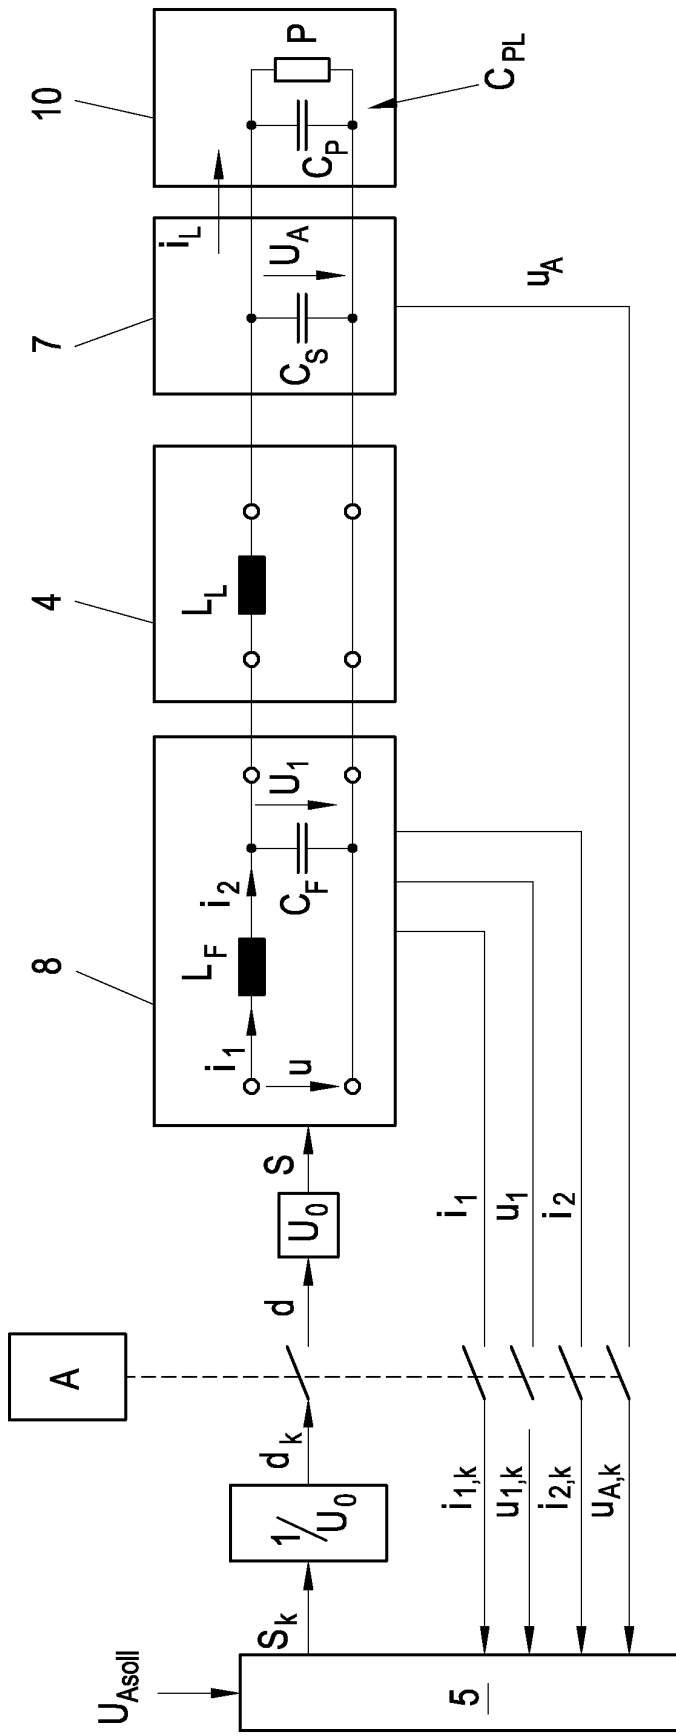 8
4
7
10
A
U_Asoll
S_k
1/U_0
d_k
d
U_0
S
i_1
L_F
i_2
u
C_F
U_1
L_L
C_S
U_A
i_L
C_P
P
C_PL
5
i_1,k
i_1
u_1,k
u_1
i_2,k
i_2
u_A,k
u_A